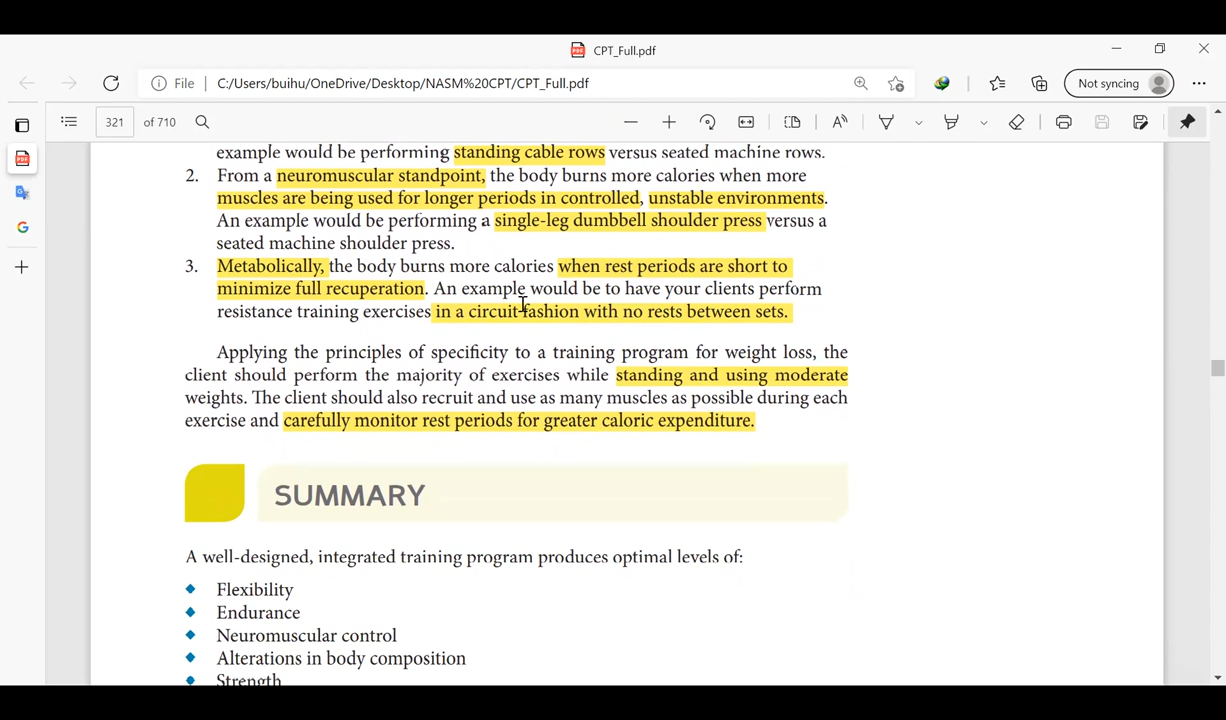 CPT_Full.pdf
File
C:/Users/buihu/OneDrive/Desktop/NASM%20CPT/CPT_Full.pdf
Not syncing
321 of 710
example would be performing standing cable rows versus seated machine rows.
2. From a neuromuscular standpoint, the body burns more calories when more
muscles are being used for longer periods in controlled, unstable environments.
An example would be performing a single-leg dumbbell shoulder press versus a
seated machine shoulder press.
3. Metabolically, the body burns more calories when rest periods are short to
minimize full recuperation. An example would be to have your clients perform
resistance training exercises in a circuit fashion with no rests between sets.
Applying the principles of specificity to a training program for weight loss, the
client should perform the majority of exercises while standing and using moderate
weights. The client should also recruit and use as many muscles as possible during each
exercise and carefully monitor rest periods for greater caloric expenditure.
SUMMARY
A well-designed, integrated training program produces optimal levels of:
Flexibility
Endurance
Neuromuscular control
Alterations in body composition
Strength